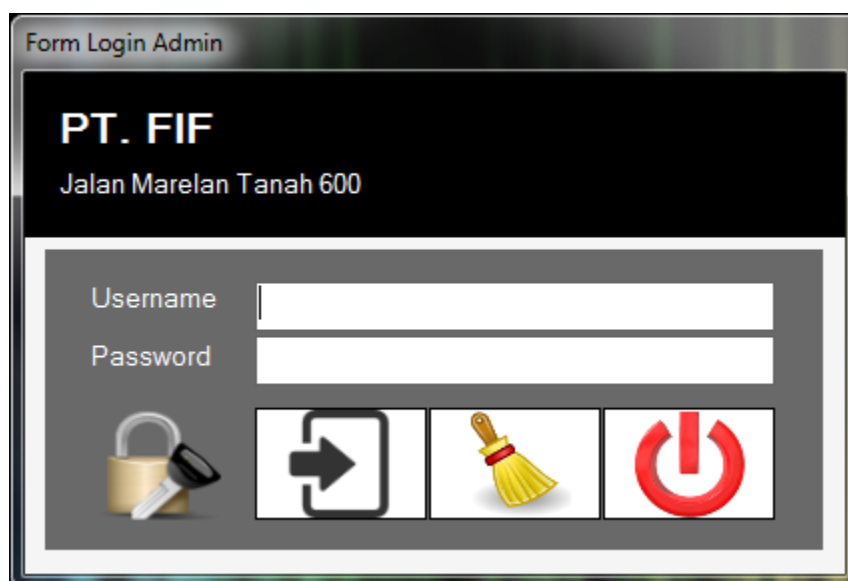 Form Login Admin
PT. FIF
Jalan Marelan Tanah 600
Username
Password